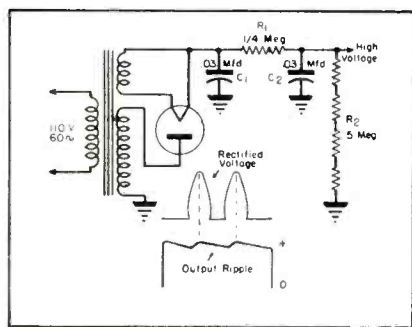 R₁
1/4 Meg
High
Voltage
.03 Mfd
C₁
.03 Mfd
C₂
R₂
5 Meg
110 V
60~
Rectified
Voltage
+
Output Ripple
0